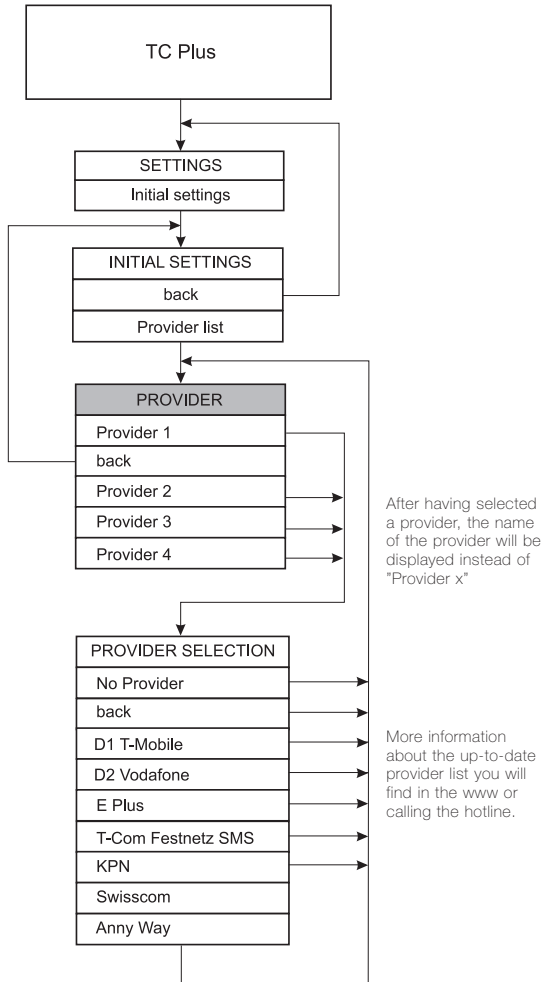 TC Plus
SETTINGS
Initial settings
INITIAL SETTINGS
back
Provider list
PROVIDER
Provider 1
back
Provider 2
Provider 3
Provider 4
After having selected
a provider, the name
of the provider will be
displayed instead of
"Provider x"
PROVIDER SELECTION
No Provider
back
D1 T-Mobile
D2 Vodafone
E Plus
T-Com Festnetz SMS
KPN
Swisscom
Anny Way
More information
about the up-to-date
provider list you will
find in the www or
calling the hotline.